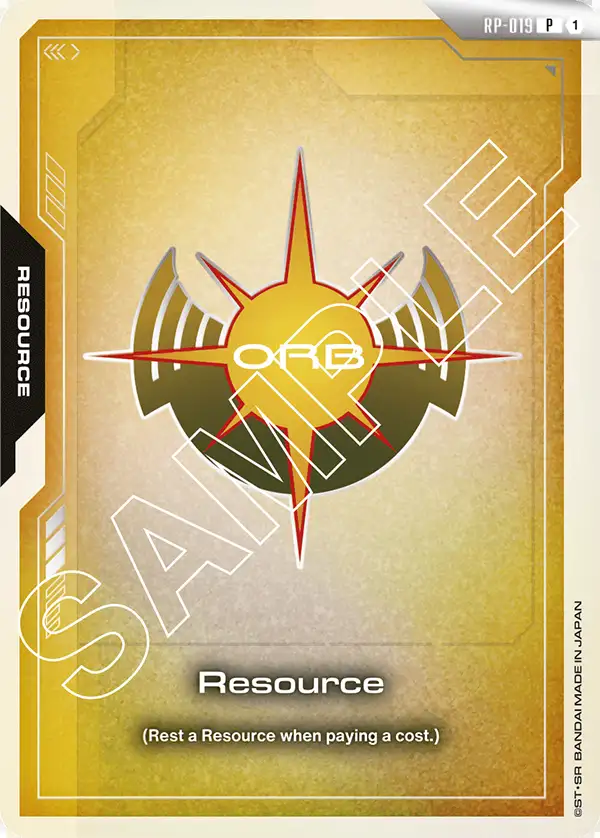 RP-019 P 1
RESOURCE
ORB
SAMPLE
Resource
(Rest a Resource when paying a cost.)
©ST・SR BANDAI MADE IN JAPAN